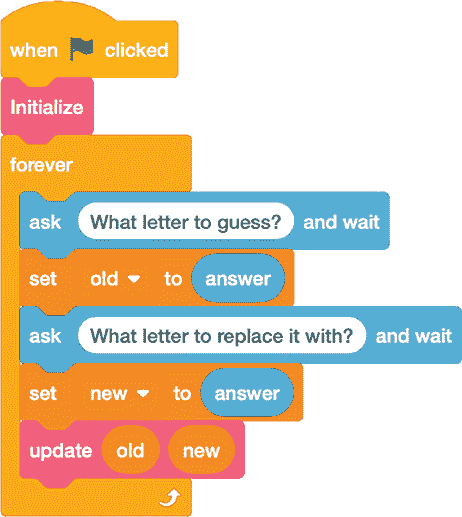 when clicked
Initialize
forever
ask What letter to guess? and wait
set old to answer
ask What letter to replace it with? and wait
set new to answer
update old new